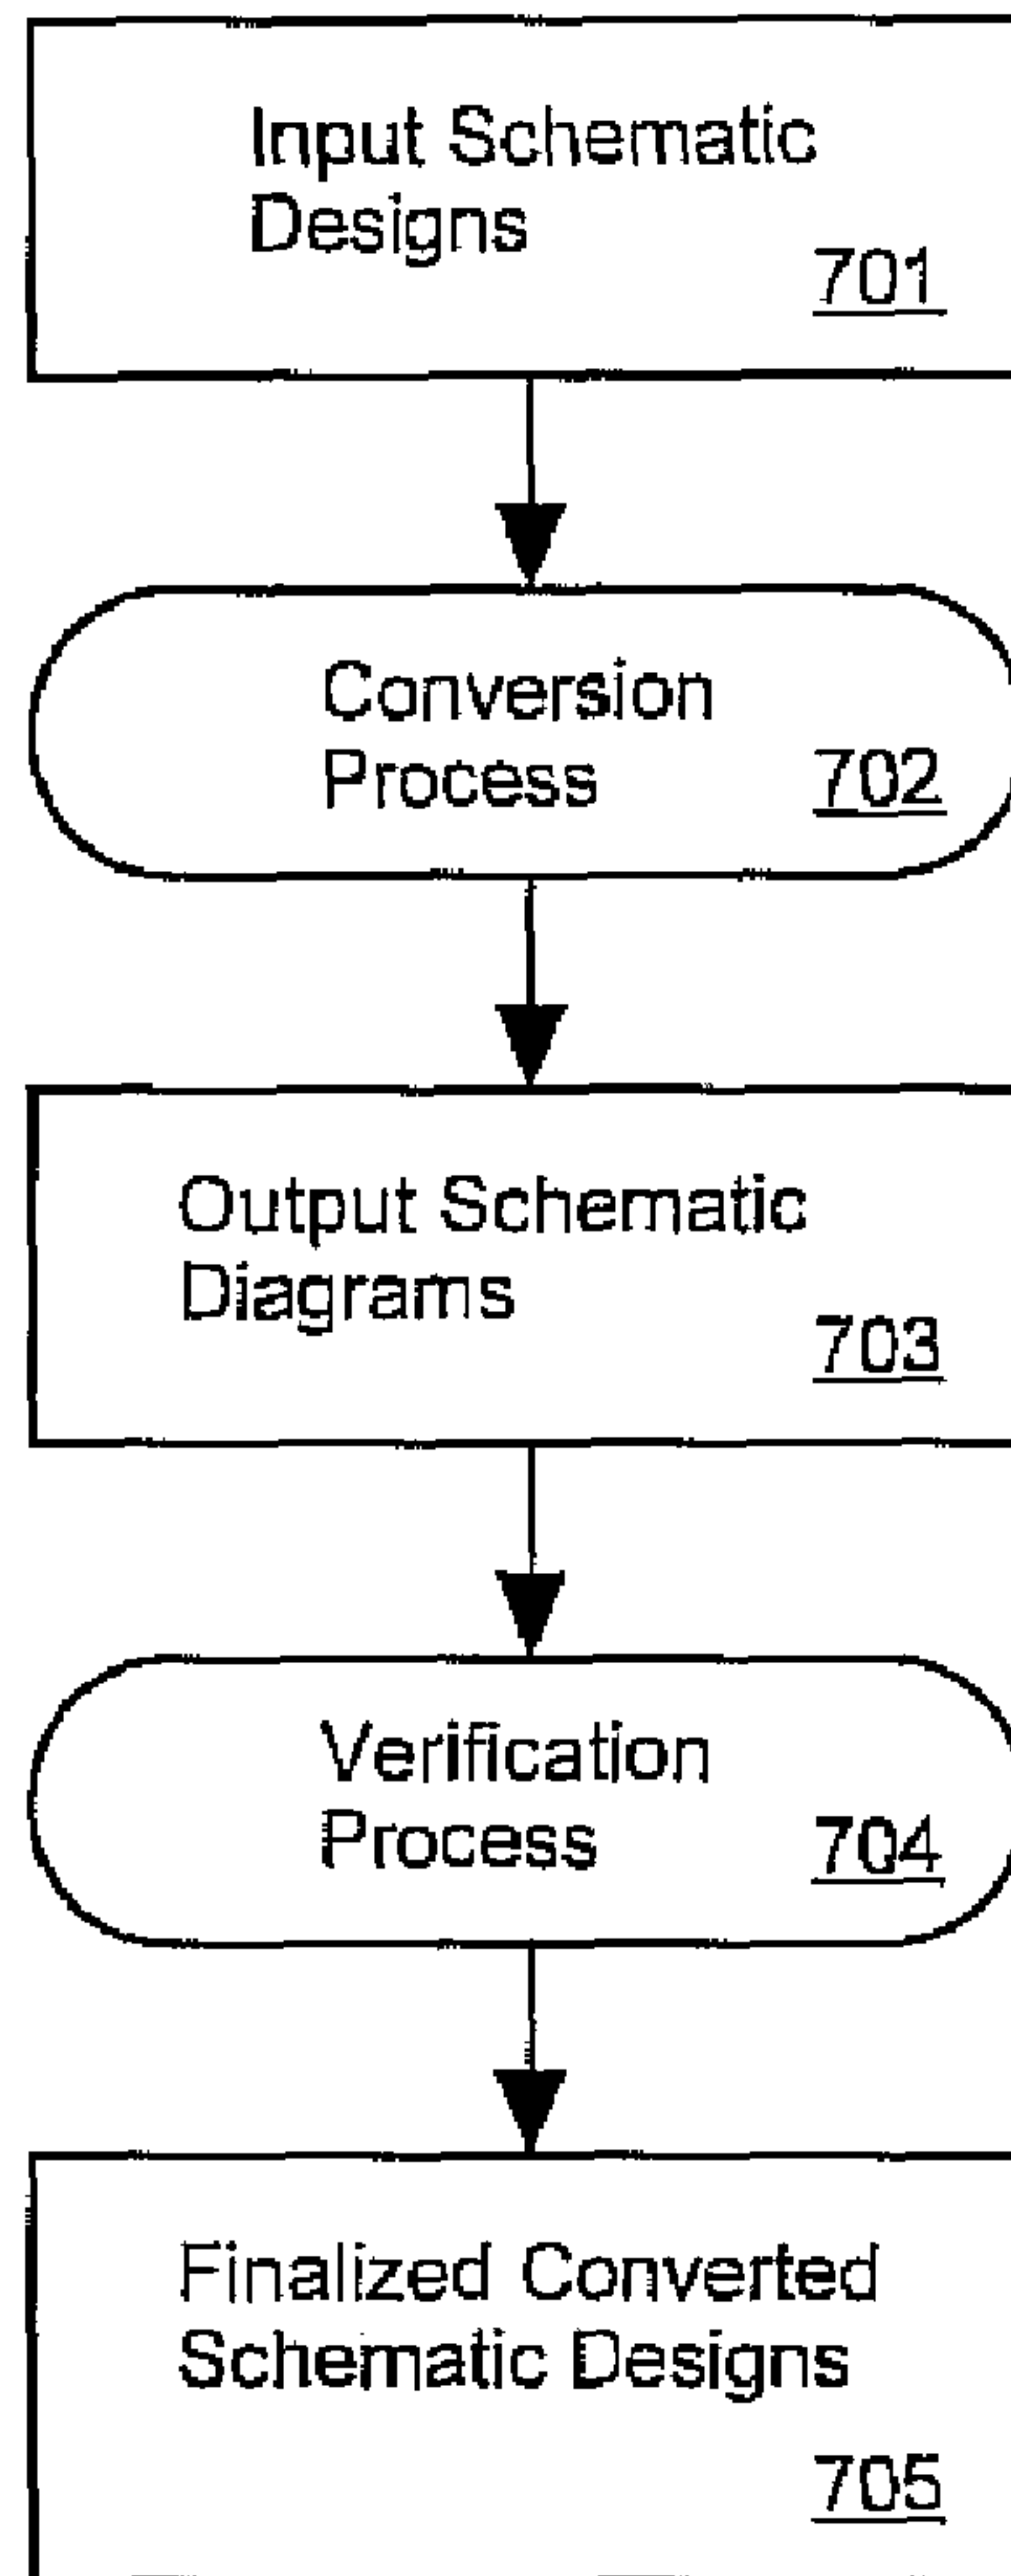 Input Schematic
Designs
701
Conversion
Process 702
Output Schematic
Diagrams
703
Verification
Process 704
Finalized Converted
Schematic Designs
705